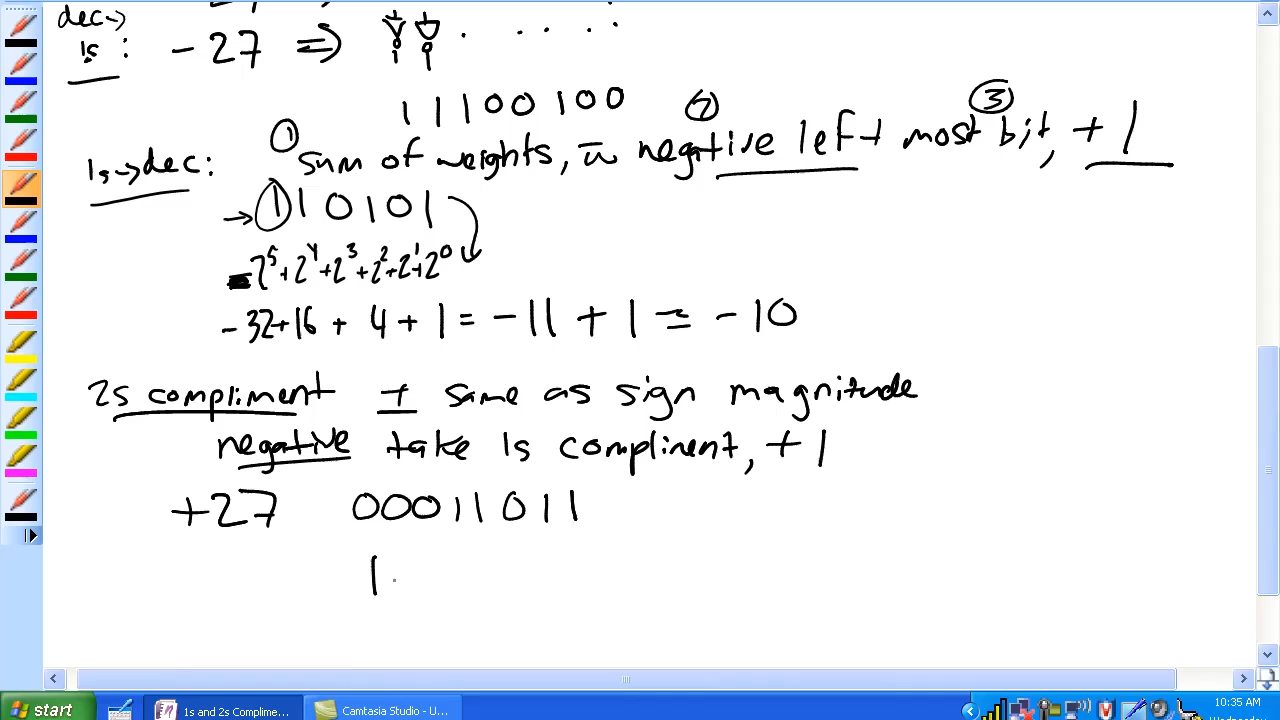 dec→
1s : - 27 ⇒
11100100
① ② ③
1s→dec: sum of weights, w negative left most bit, + 1
→ 110101
-2^5+2^4+2^3+2^2+2^1+2^0
-32+16 + 4 + 1 = -11 + 1 = -10
2s compliment + same as sign magnitude
negative take 1s compliment, +1
+27 00011011
1
start 1s and 2s Complime... Camtasia Studio - U... 10:35 AM